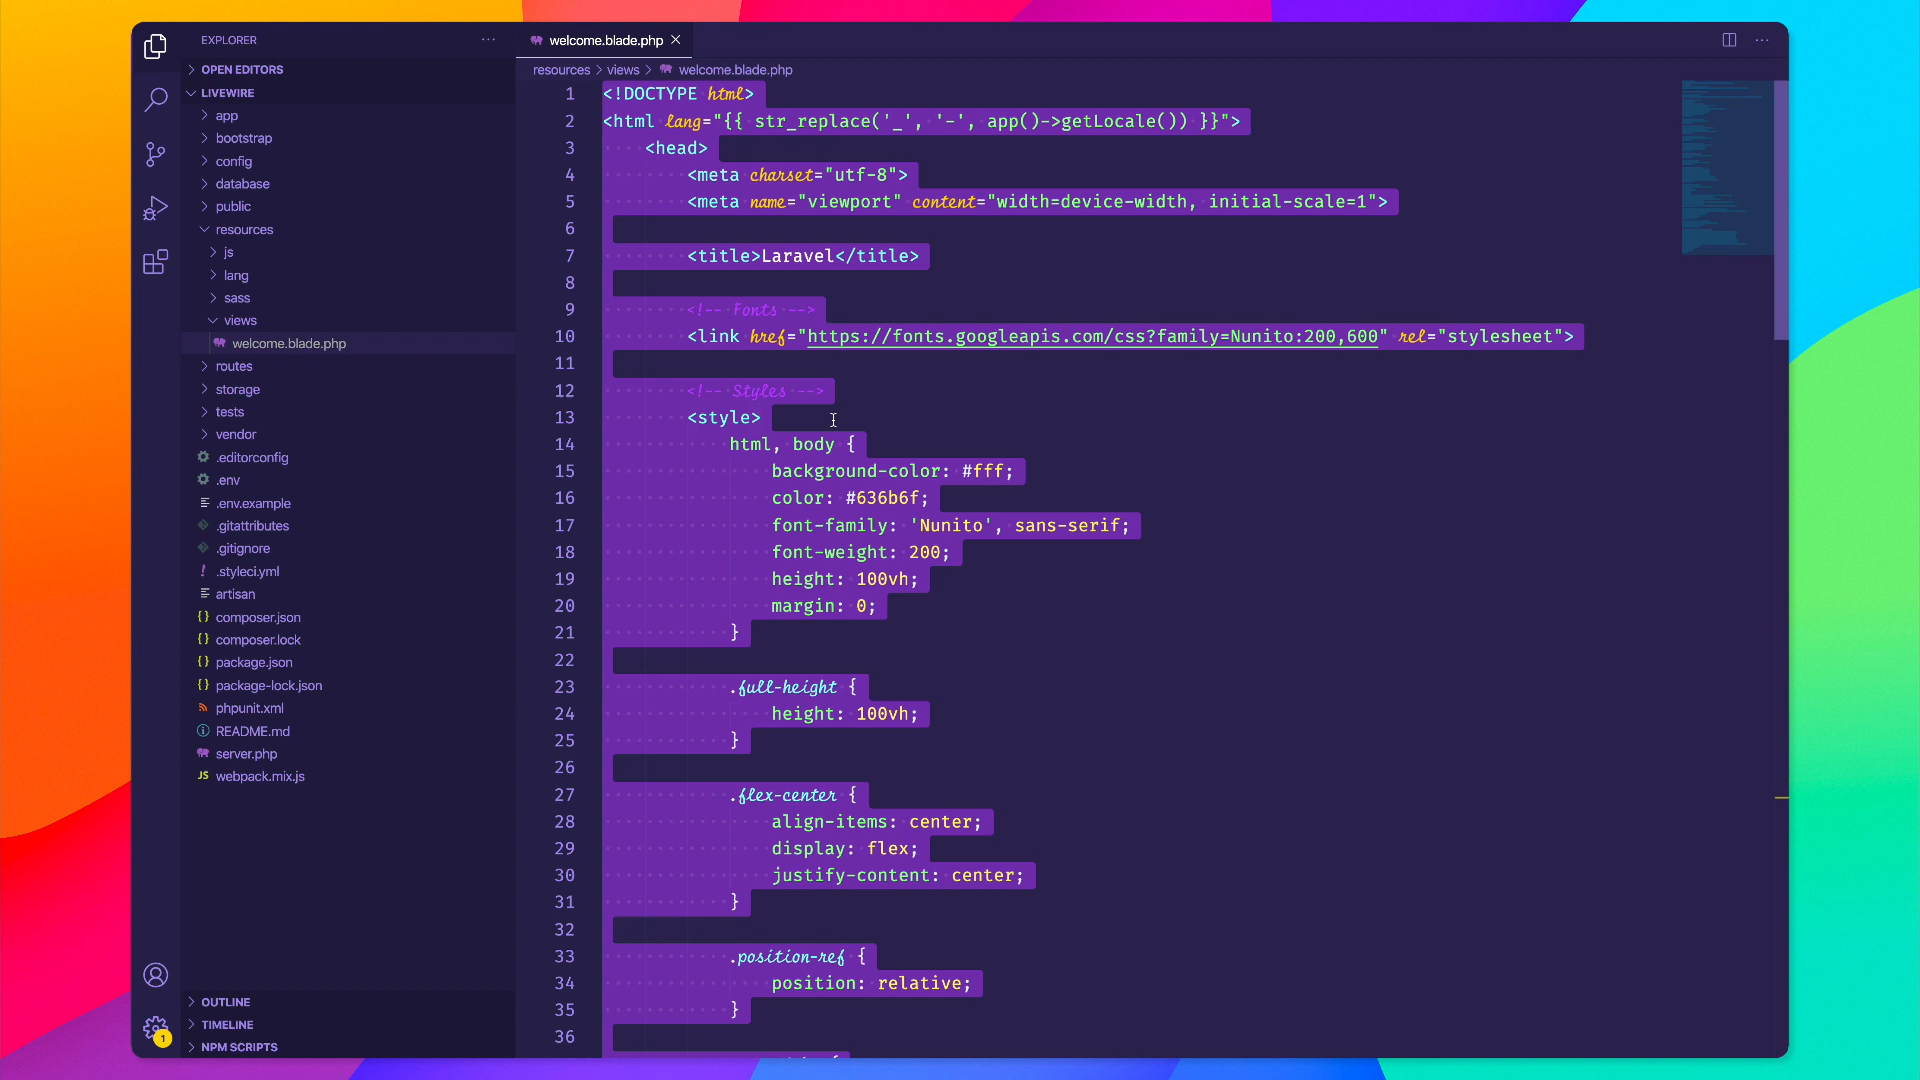 EXPLORER
OPEN EDITORS
LIVEWIRE
app
bootstrap
config
database
public
resources
js
lang
sass
views
welcome.blade.php
routes
storage
tests
vendor
.editorconfig
.env
.env.example
.gitattributes
.gitignore
.styleci.yml
artisan
composer.json
composer.lock
package.json
package-lock.json
phpunit.xml
README.md
server.php
JS webpack.mix.js
OUTLINE
TIMELINE
NPM SCRIPTS
1
welcome.blade.php
resources > views > welcome.blade.php
1 <!DOCTYPE html>
2 <html lang="{{ str_replace('_', '-', app()->getLocale()) }}">
3 <head>
4 <meta charset="utf-8">
5 <meta name="viewport" content="width=device-width, initial-scale=1">
6
7 <title>Laravel</title>
8
9 <!-- Fonts -->
10 <link href="https://fonts.googleapis.com/css?family=Nunito:200,600" rel="stylesheet">
11
12 <!-- Styles -->
13 <style>
14 html, body {
15 background-color: #fff;
16 color: #636b6f;
17 font-family: 'Nunito', sans-serif;
18 font-weight: 200;
19 height: 100vh;
20 margin: 0;
21 }
22
23 .full-height {
24 height: 100vh;
25 }
26
27 .flex-center {
28 align-items: center;
29 display: flex;
30 justify-content: center;
31 }
32
33 .position-ref {
34 position: relative;
35 }
36